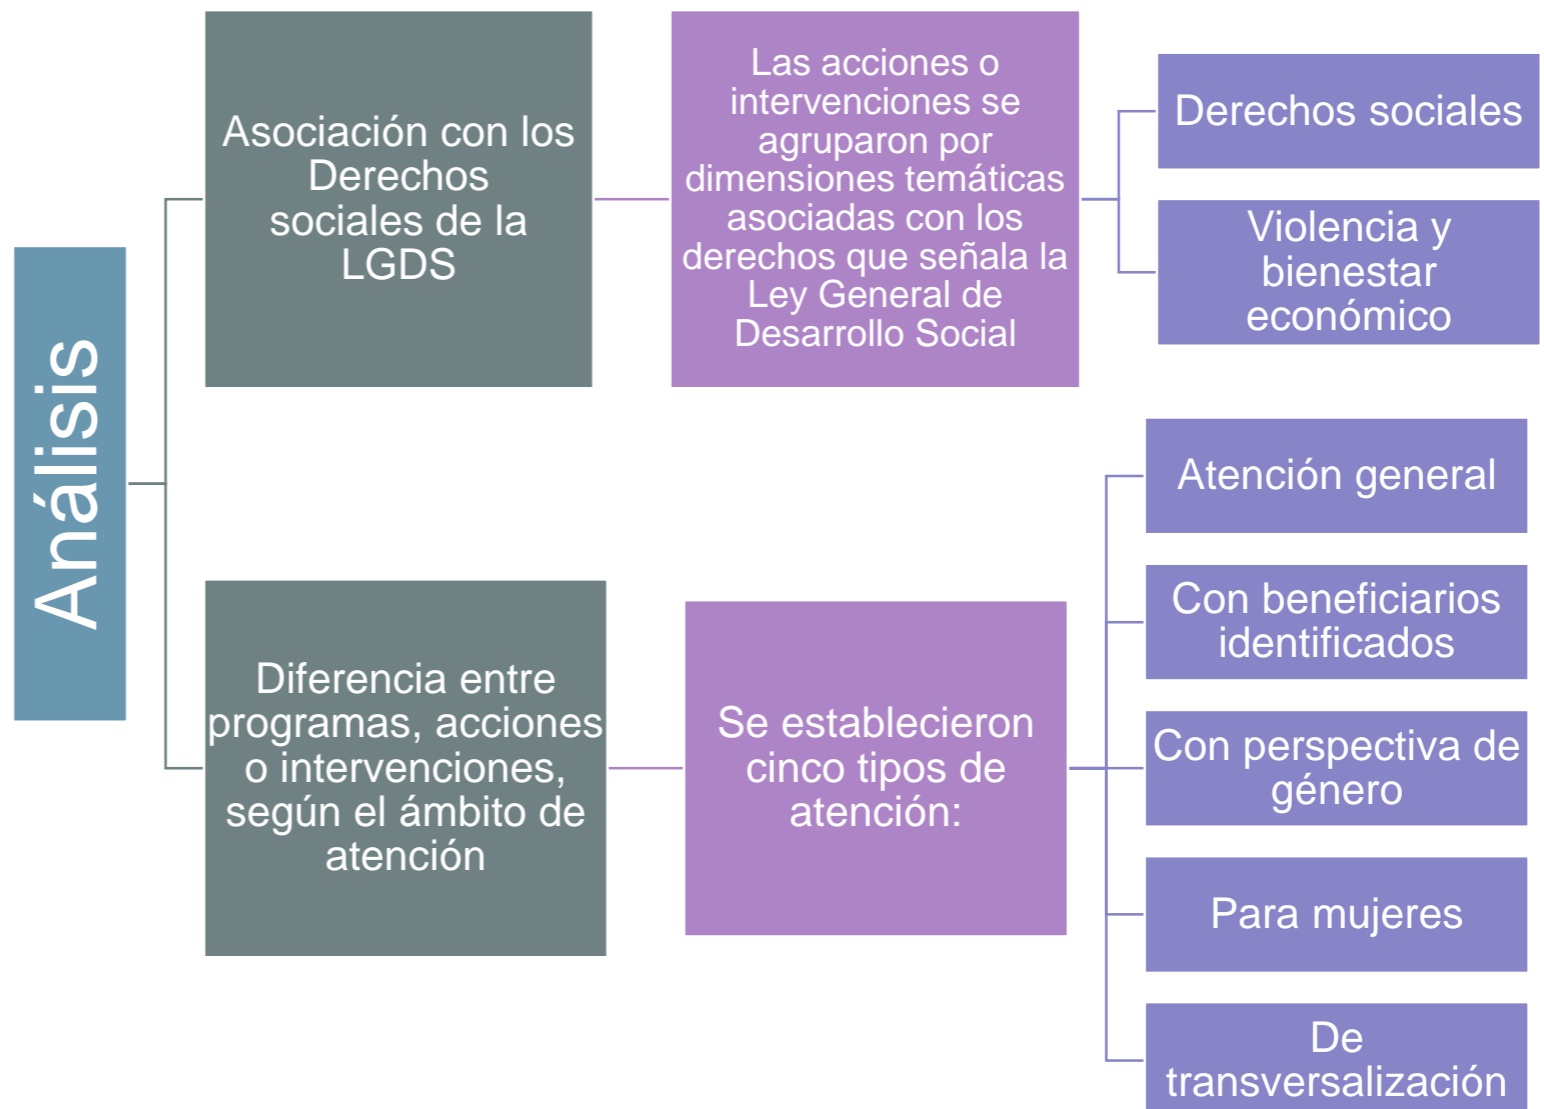 Análisis
Asociación con los
Derechos
sociales de la
LGDS
Las acciones o
intervenciones se
agruparon por
dimensiones temáticas
asociadas con los
derechos que señala la
Ley General de
Desarrollo Social
Derechos sociales
Violencia y
bienestar
económico
Diferencia entre
programas, acciones
o intervenciones,
según el ámbito de
atención
Se establecieron
cinco tipos de
atención:
Atención general
Con beneficiarios
identificados
Con perspectiva de
género
Para mujeres
De
transversalización